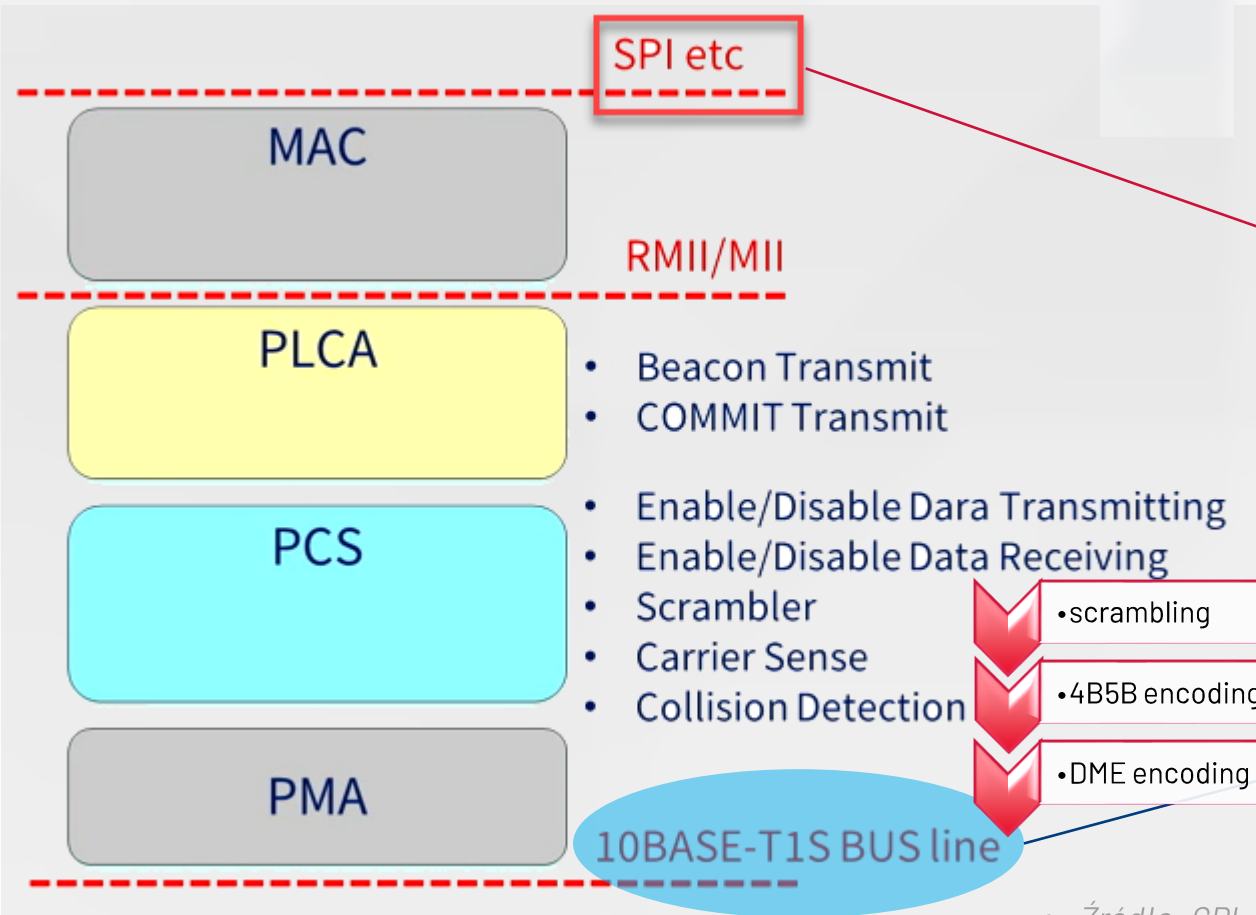 SPI etc
MAC
RMII/MII
PLCA
• Beacon Transmit
• COMMIT Transmit
PCS
• Enable/Disable Dara Transmitting
• Enable/Disable Data Receiving
• Scrambler
• Carrier Sense
• Collision Detection
•scrambling
•4B5B encoding
•DME encoding
PMA
10BASE-T1S BUS line